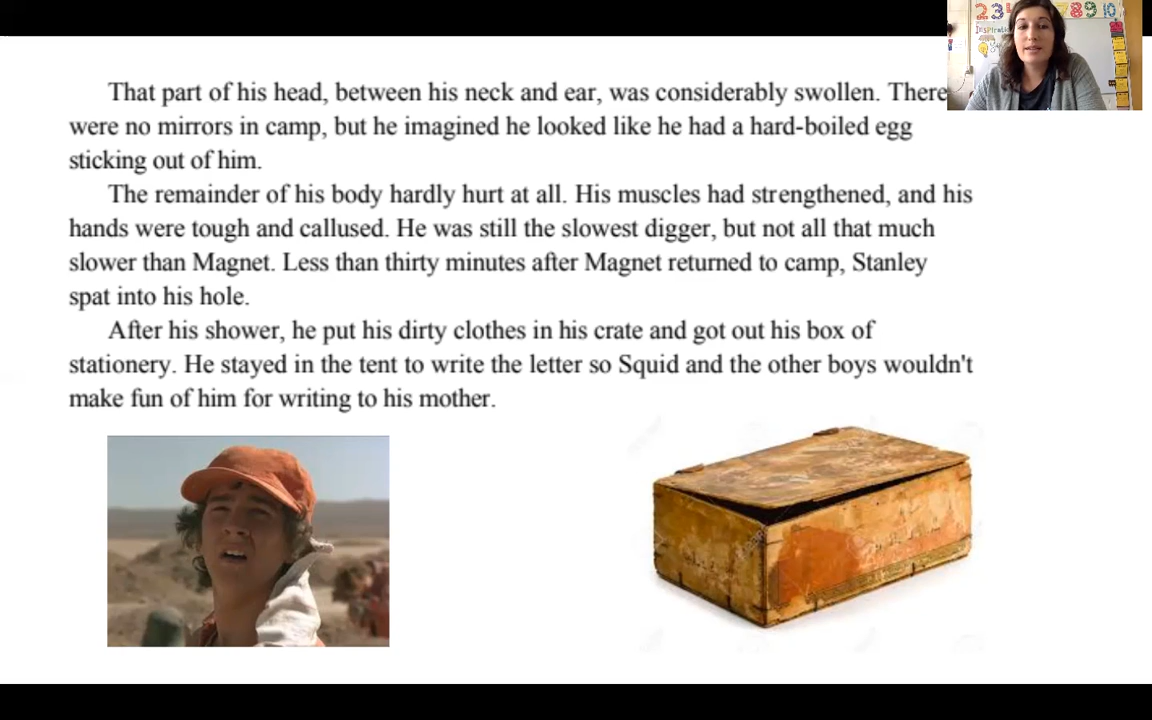 That part of his head, between his neck and ear, was considerably swollen. There
were no mirrors in camp, but he imagined he looked like he had a hard-boiled egg
sticking out of him.
The remainder of his body hardly hurt at all. His muscles had strengthened, and his
hands were tough and callused. He was still the slowest digger, but not all that much
slower than Magnet. Less than thirty minutes after Magnet returned to camp, Stanley
spat into his hole.
After his shower, he put his dirty clothes in his crate and got out his box of
stationery. He stayed in the tent to write the letter so Squid and the other boys wouldn't
make fun of him for writing to his mother.
2 3 7 8 9 10